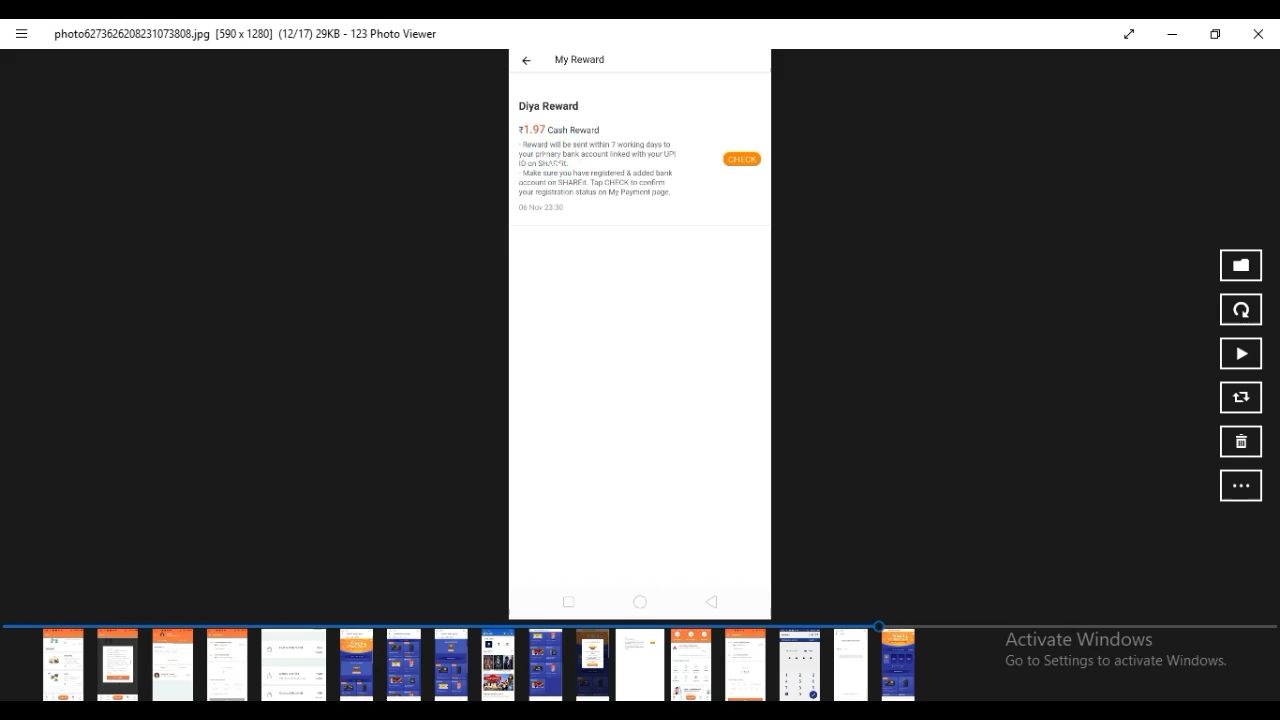 photo6273626208231073808.jpg [590 x 1280] (12/17) 29KB - 123 Photo Viewer
My Reward
Diya Reward
₹1.97 Cash Reward
· Reward will be sent within 7 working days to
your primary bank account linked with your UPI
ID on SHAREit.
· Make sure you have registered & added bank
account on SHAREit. Tap CHECK to confirm
your registration status on My Payment page.
CHECK
06 Nov 23:30
Activate Windows
Go to Settings to activate Windows.